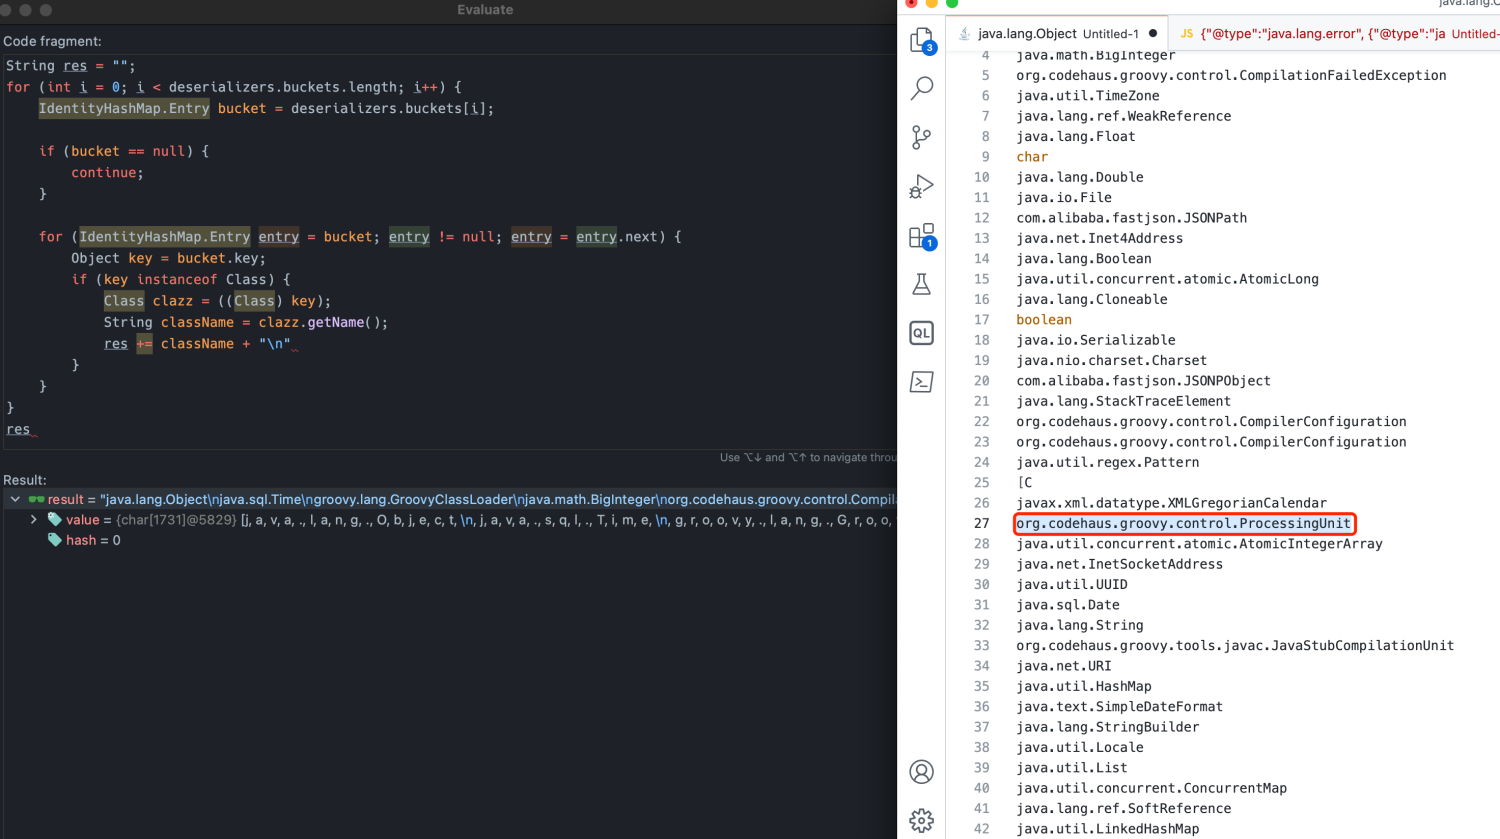 Evaluate
Code fragment:
String res = "";
for (int i = 0; i < deserializers.buckets.length; i++) {
IdentityHashMap.Entry bucket = deserializers.buckets[i];
if (bucket == null) {
continue;
}
for (IdentityHashMap.Entry entry = bucket; entry != null; entry = entry.next) {
Object key = bucket.key;
if (key instanceof Class) {
Class clazz = ((Class) key);
String className = clazz.getName();
res += className + "\n"
}
}
}
res
Use ⌥↓ and ⌥↑ to navigate throu
Result:
result = "java.lang.Object\njava.sql.Time\ngroovy.lang.GroovyClassLoader\njava.math.BigInteger\norg.codehaus.groovy.control.Compil
value = {char[1731]@5829} [j, a, v, a, ., l, a, n, g, ., O, b, j, e, c, t, \n, j, a, v, a, ., s, q, l, ., T, i, m, e, \n, g, r, o, o, v, y, ., l, a, n, g, ., G, r, o, o,
hash = 0
java.lang.O
java.lang.Object Untitled-1
JS {"@type":"java.lang.error", {"@type":"ja Untitled-
3
1
QL
4 java.math.BigInteger
5 org.codehaus.groovy.control.CompilationFailedException
6 java.util.TimeZone
7 java.lang.ref.WeakReference
8 java.lang.Float
9 char
10 java.lang.Double
11 java.io.File
12 com.alibaba.fastjson.JSONPath
13 java.net.Inet4Address
14 java.lang.Boolean
15 java.util.concurrent.atomic.AtomicLong
16 java.lang.Cloneable
17 boolean
18 java.io.Serializable
19 java.nio.charset.Charset
20 com.alibaba.fastjson.JSONPObject
21 java.lang.StackTraceElement
22 org.codehaus.groovy.control.CompilerConfiguration
23 org.codehaus.groovy.control.CompilerConfiguration
24 java.util.regex.Pattern
25 [C
26 javax.xml.datatype.XMLGregorianCalendar
27 org.codehaus.groovy.control.ProcessingUnit
28 java.util.concurrent.atomic.AtomicIntegerArray
29 java.net.InetSocketAddress
30 java.util.UUID
31 java.sql.Date
32 java.lang.String
33 org.codehaus.groovy.tools.javac.JavaStubCompilationUnit
34 java.net.URI
35 java.util.HashMap
36 java.text.SimpleDateFormat
37 java.lang.StringBuilder
38 java.util.Locale
39 java.util.List
40 java.util.concurrent.ConcurrentMap
41 java.lang.ref.SoftReference
42 java.util.LinkedHashMap